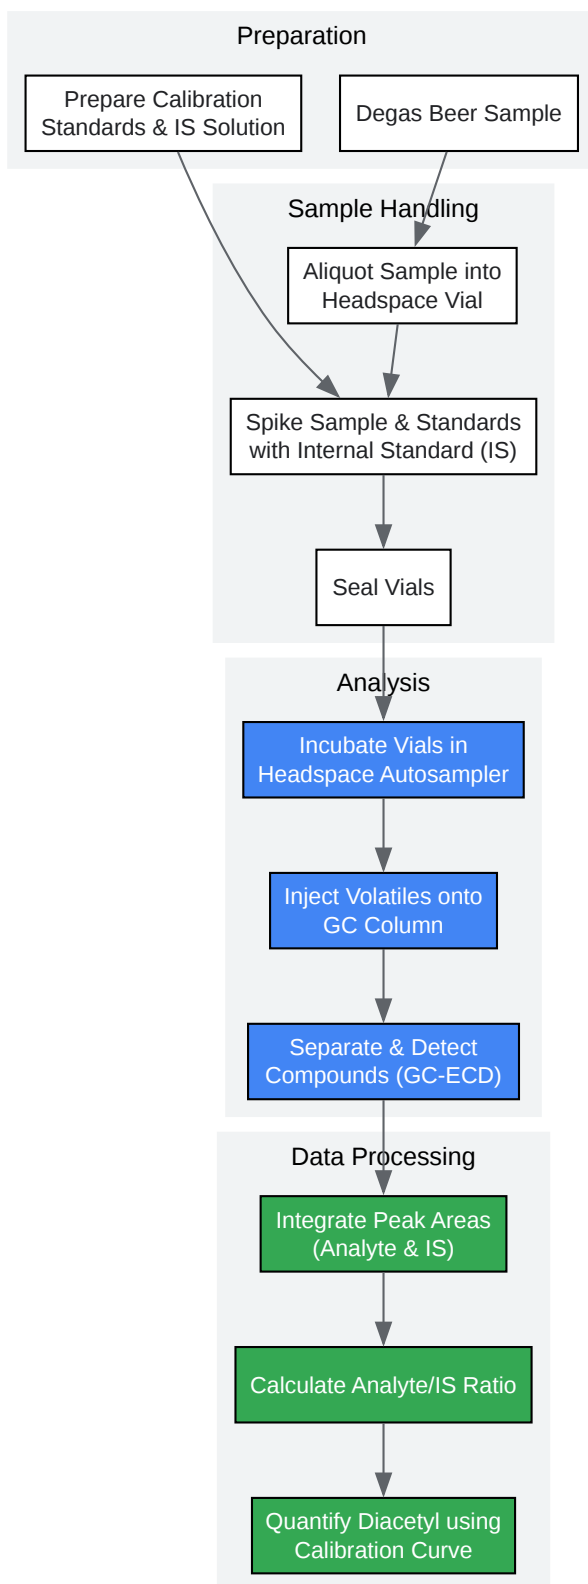 Preparation
Prepare Calibration
Standards & IS Solution
Degas Beer Sample
Sample Handling
Aliquot Sample into
Headspace Vial
Spike Sample & Standards
with Internal Standard (IS)
Seal Vials
Analysis
Incubate Vials in
Headspace Autosampler
Inject Volatiles onto
GC Column
Separate & Detect
Compounds (GC-ECD)
Data Processing
Integrate Peak Areas
(Analyte & IS)
Calculate Analyte/IS Ratio
Quantify Diacetyl using
Calibration Curve